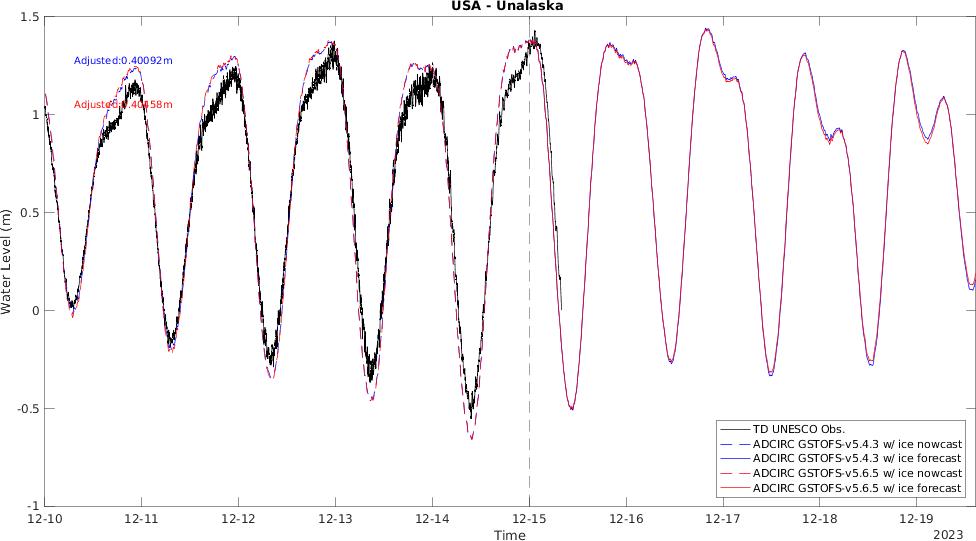 USA - Unalaska
1.5
1
0.5
0
-0.5
-1
Water Level (m)
Adjusted:0.40092m
Adjusted:0.40458m
TD UNESCO Obs.
ADCIRC GSTOFS-v5.4.3 w/ ice nowcast
ADCIRC GSTOFS-v5.4.3 w/ ice forecast
ADCIRC GSTOFS-v5.6.5 w/ ice nowcast
ADCIRC GSTOFS-v5.6.5 w/ ice forecast
12-10 12-11 12-12 12-13 12-14 12-15 12-16 12-17 12-18 12-19
Time
2023